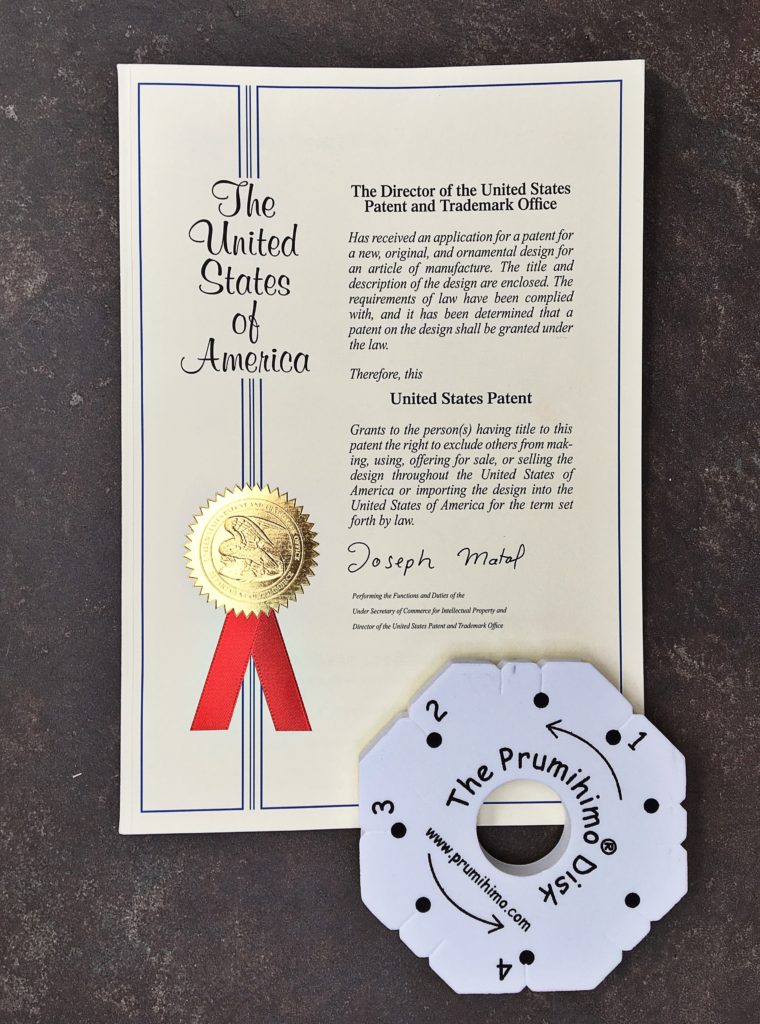 The
United
States
of
America
The Director of the United States
Patent and Trademark Office
Has received an application for a patent for
a new, original, and ornamental design for
an article of manufacture. The title and
description of the design are enclosed. The
requirements of law have been complied
with, and it has been determined that a
patent on the design shall be granted under
the law.
Therefore, this
United States Patent
Grants to the person(s) having title to this
patent the right to exclude others from mak-
ing, using, offering for sale, or selling the
design throughout the United States of
America or importing the design into the
United States of America for the term set
forth by law.
Joseph Matal
Performing the Functions and Duties of the
Under Secretary of Commerce for Intellectual Property and
Director of the United States Patent and Trademark Office
1
2
3
4
The Prumihimo® Disk
www.prumihimo.com